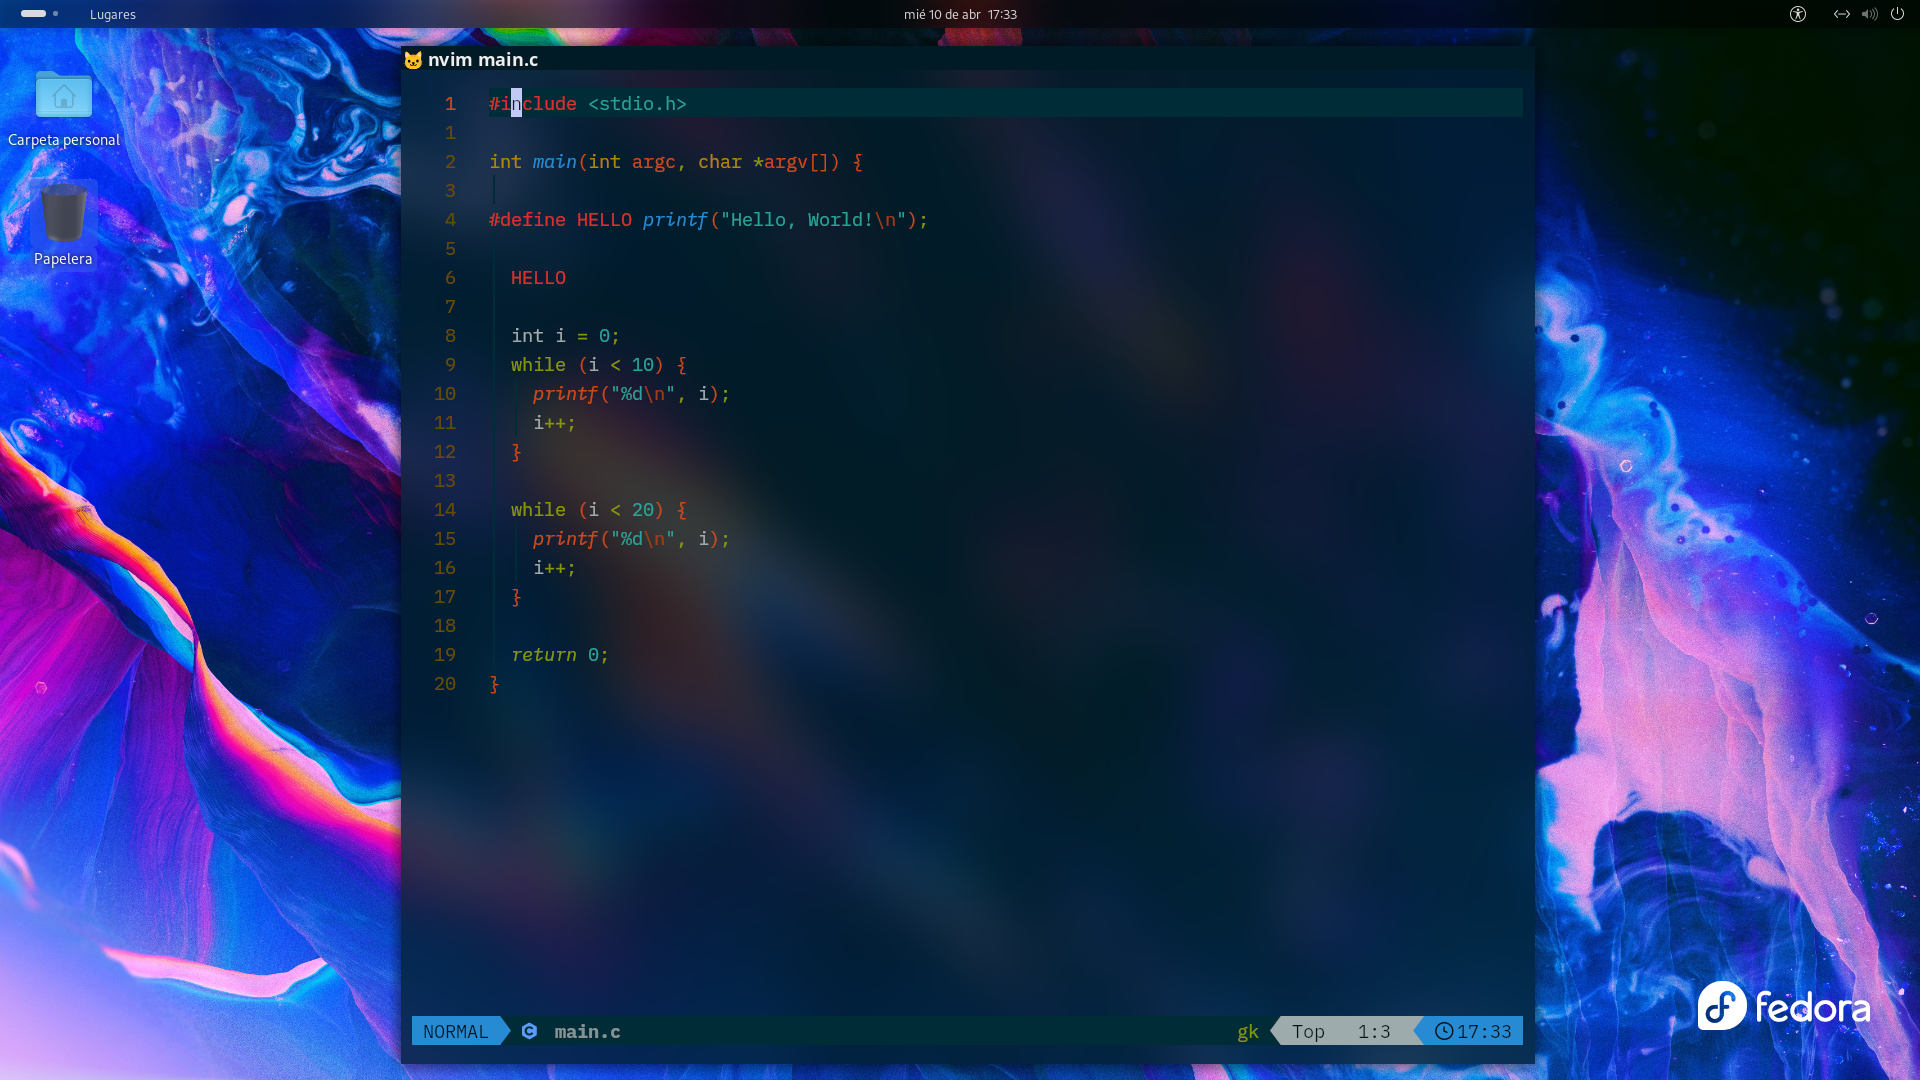 Lugares
mié 10 de abr 17:33
Carpeta personal
Papelera
nvim main.c
1 #include <stdio.h>
1
2 int main(int argc, char *argv[]) {
3
4 #define HELLO printf("Hello, World!\n");
5
6 HELLO
7
8 int i = 0;
9 while (i < 10) {
10 printf("%d\n", i);
11 i++;
12 }
13
14 while (i < 20) {
15 printf("%d\n", i);
16 i++;
17 }
18
19 return 0;
20 }
NORMAL C main.c gk Top 1:3 17:33
fedora